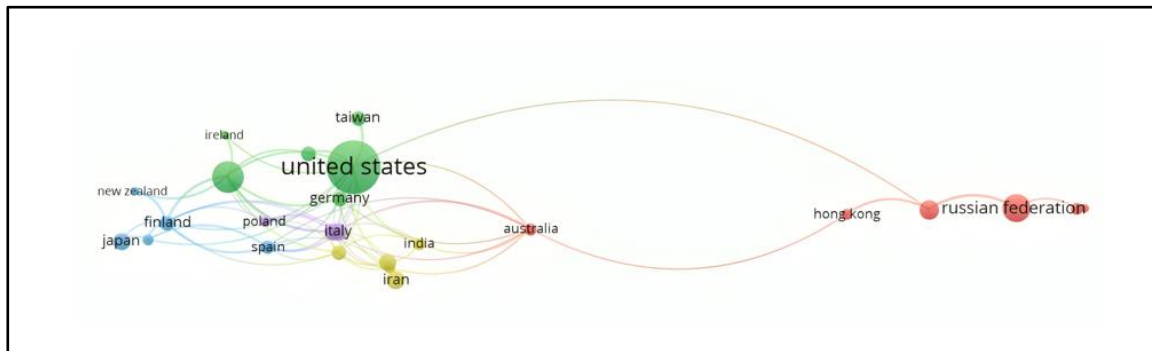 taiwan
ireland
united states
new zealand
germany
finland
poland
hong kong
russian federation
japan
spain
italy
india
australia
iran